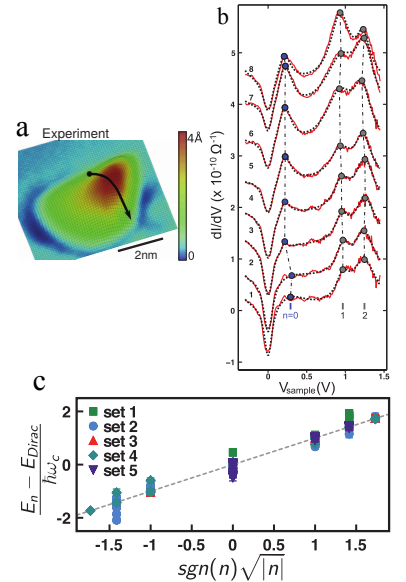 a
Experiment
4Å
0
2nm
b
dI/dV (x 10⁻¹⁰ Ω⁻¹)
5
4
3
2
1
0
-1
8
7
6
5
4
3
2
1
n=0
1
2
0
0.5
1
1.5
Vsample(V)
c
Eₙ − E_Dirac
ħω_c
2
0
-2
set 1
set 2
set 3
set 4
set 5
-1.5 -1 -0.5 0 0.5 1 1.5
sgn(n)√|n|